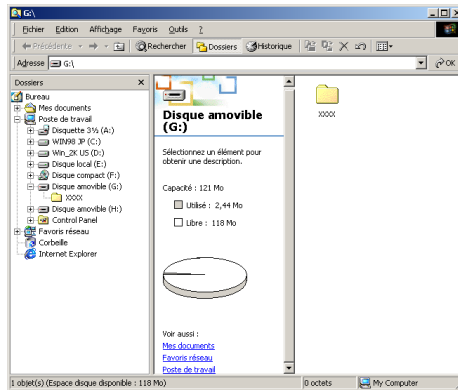 G:\
Fichier Edition Affichage Favoris Outils ?
Précédente Rechercher Dossiers Historique
Adresse G:\ OK
Dossiers
Bureau
Mes documents
Poste de travail
Disquette 3½ (A:)
WIN98 JP (C:)
Win_2K US (D:)
Disque local (E:)
Disque compact (F:)
Disque amovible (G:)
XXXX
Disque amovible (H:)
Control Panel
Favoris réseau
Corbeille
Internet Explorer
Disque amovible
(G:)
Sélectionnez un élément pour
obtenir une description.
Capacité : 121 Mo
Utilisé : 2,44 Mo
Libre : 118 Mo
Voir aussi :
Mes documents
Favoris réseau
Poste de travail
XXXX
1 objet(s) (Espace disque disponible : 118 Mo) 0 octets My Computer